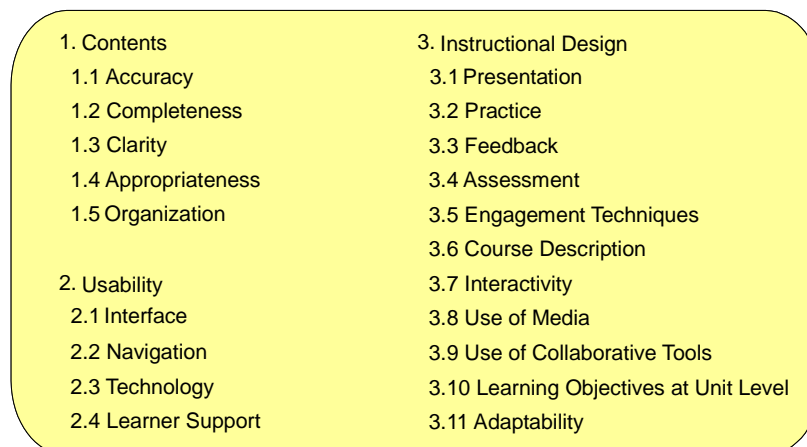 1. Contents
1.1 Accuracy
1.2 Completeness
1.3 Clarity
1.4 Appropriateness
1.5 Organization
2. Usability
2.1 Interface
2.2 Navigation
2.3 Technology
2.4 Learner Support
3. Instructional Design
3.1 Presentation
3.2 Practice
3.3 Feedback
3.4 Assessment
3.5 Engagement Techniques
3.6 Course Description
3.7 Interactivity
3.8 Use of Media
3.9 Use of Collaborative Tools
3.10 Learning Objectives at Unit Level
3.11 Adaptability